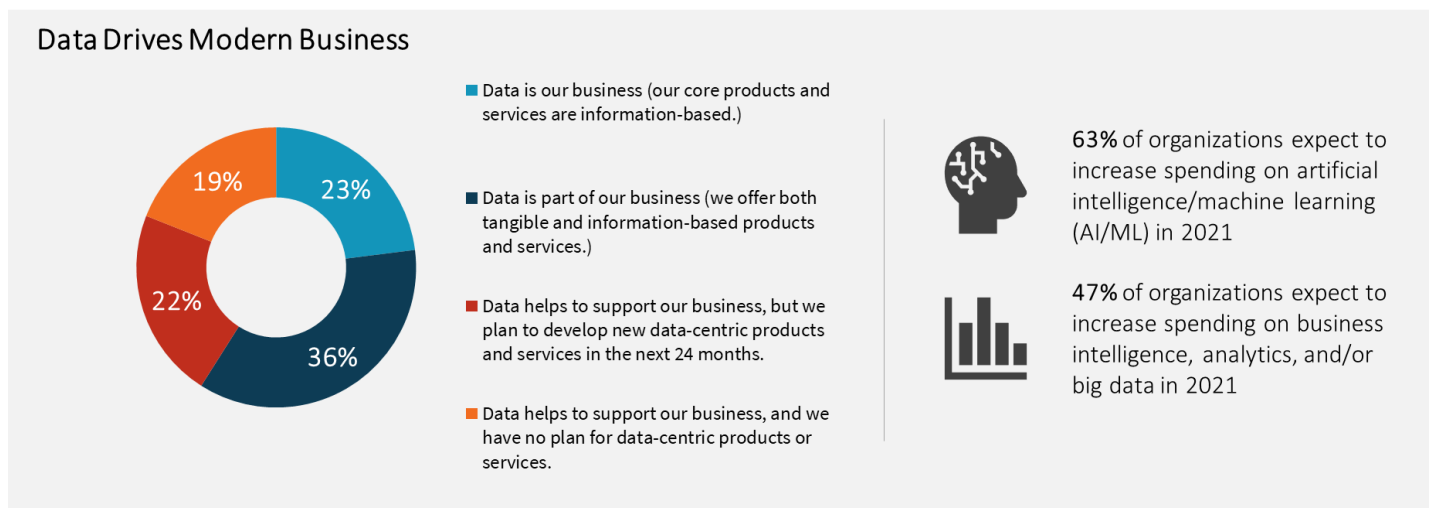 Data Drives Modern Business
23%
36%
22%
19%
Data is our business (our core products and
services are information-based.)
Data is part of our business (we offer both
tangible and information-based products
and services.)
Data helps to support our business, but we
plan to develop new data-centric products
and services in the next 24 months.
Data helps to support our business, and we
have no plan for data-centric products or
services.
63% of organizations expect to
increase spending on artificial
intelligence/machine learning
(AI/ML) in 2021
47% of organizations expect to
increase spending on business
intelligence, analytics, and/or
big data in 2021